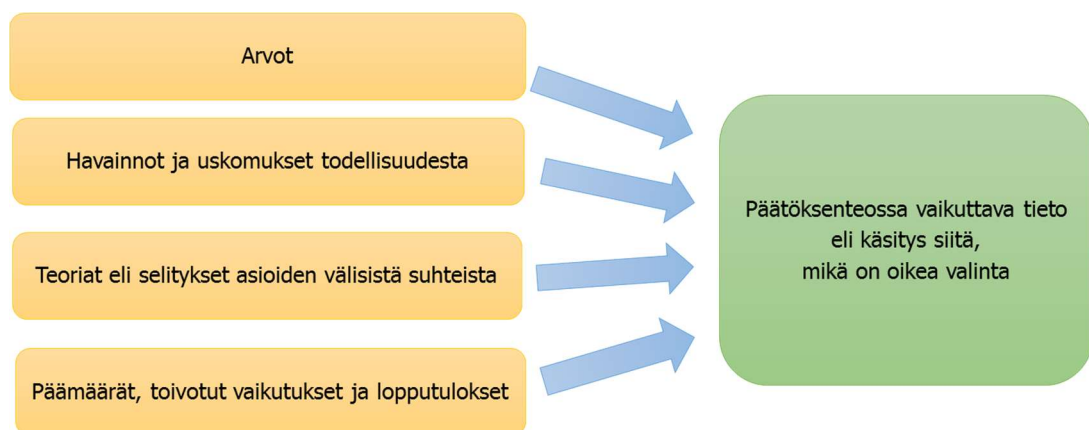 Arvot
Havainnot ja uskomukset todellisuudesta
Teoriat eli selitykset asioiden välisistä suhteista
Päämäärät, toivotut vaikutukset ja lopputulokset
Päätöksenteossa vaikuttava tieto
eli käsitys siitä,
mikä on oikea valinta